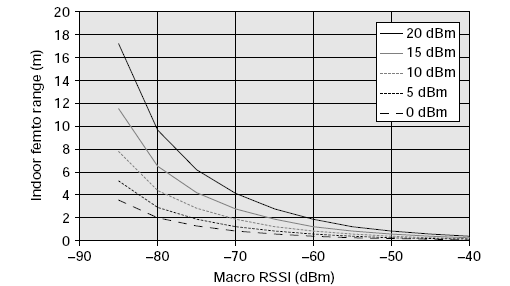 20
18
16
14
12
10
8
6
4
2
0
Indoor femto range (m)
20 dBm
15 dBm
10 dBm
5 dBm
0 dBm
−90
−80
−70
−60
−50
−40
Macro RSSI (dBm)